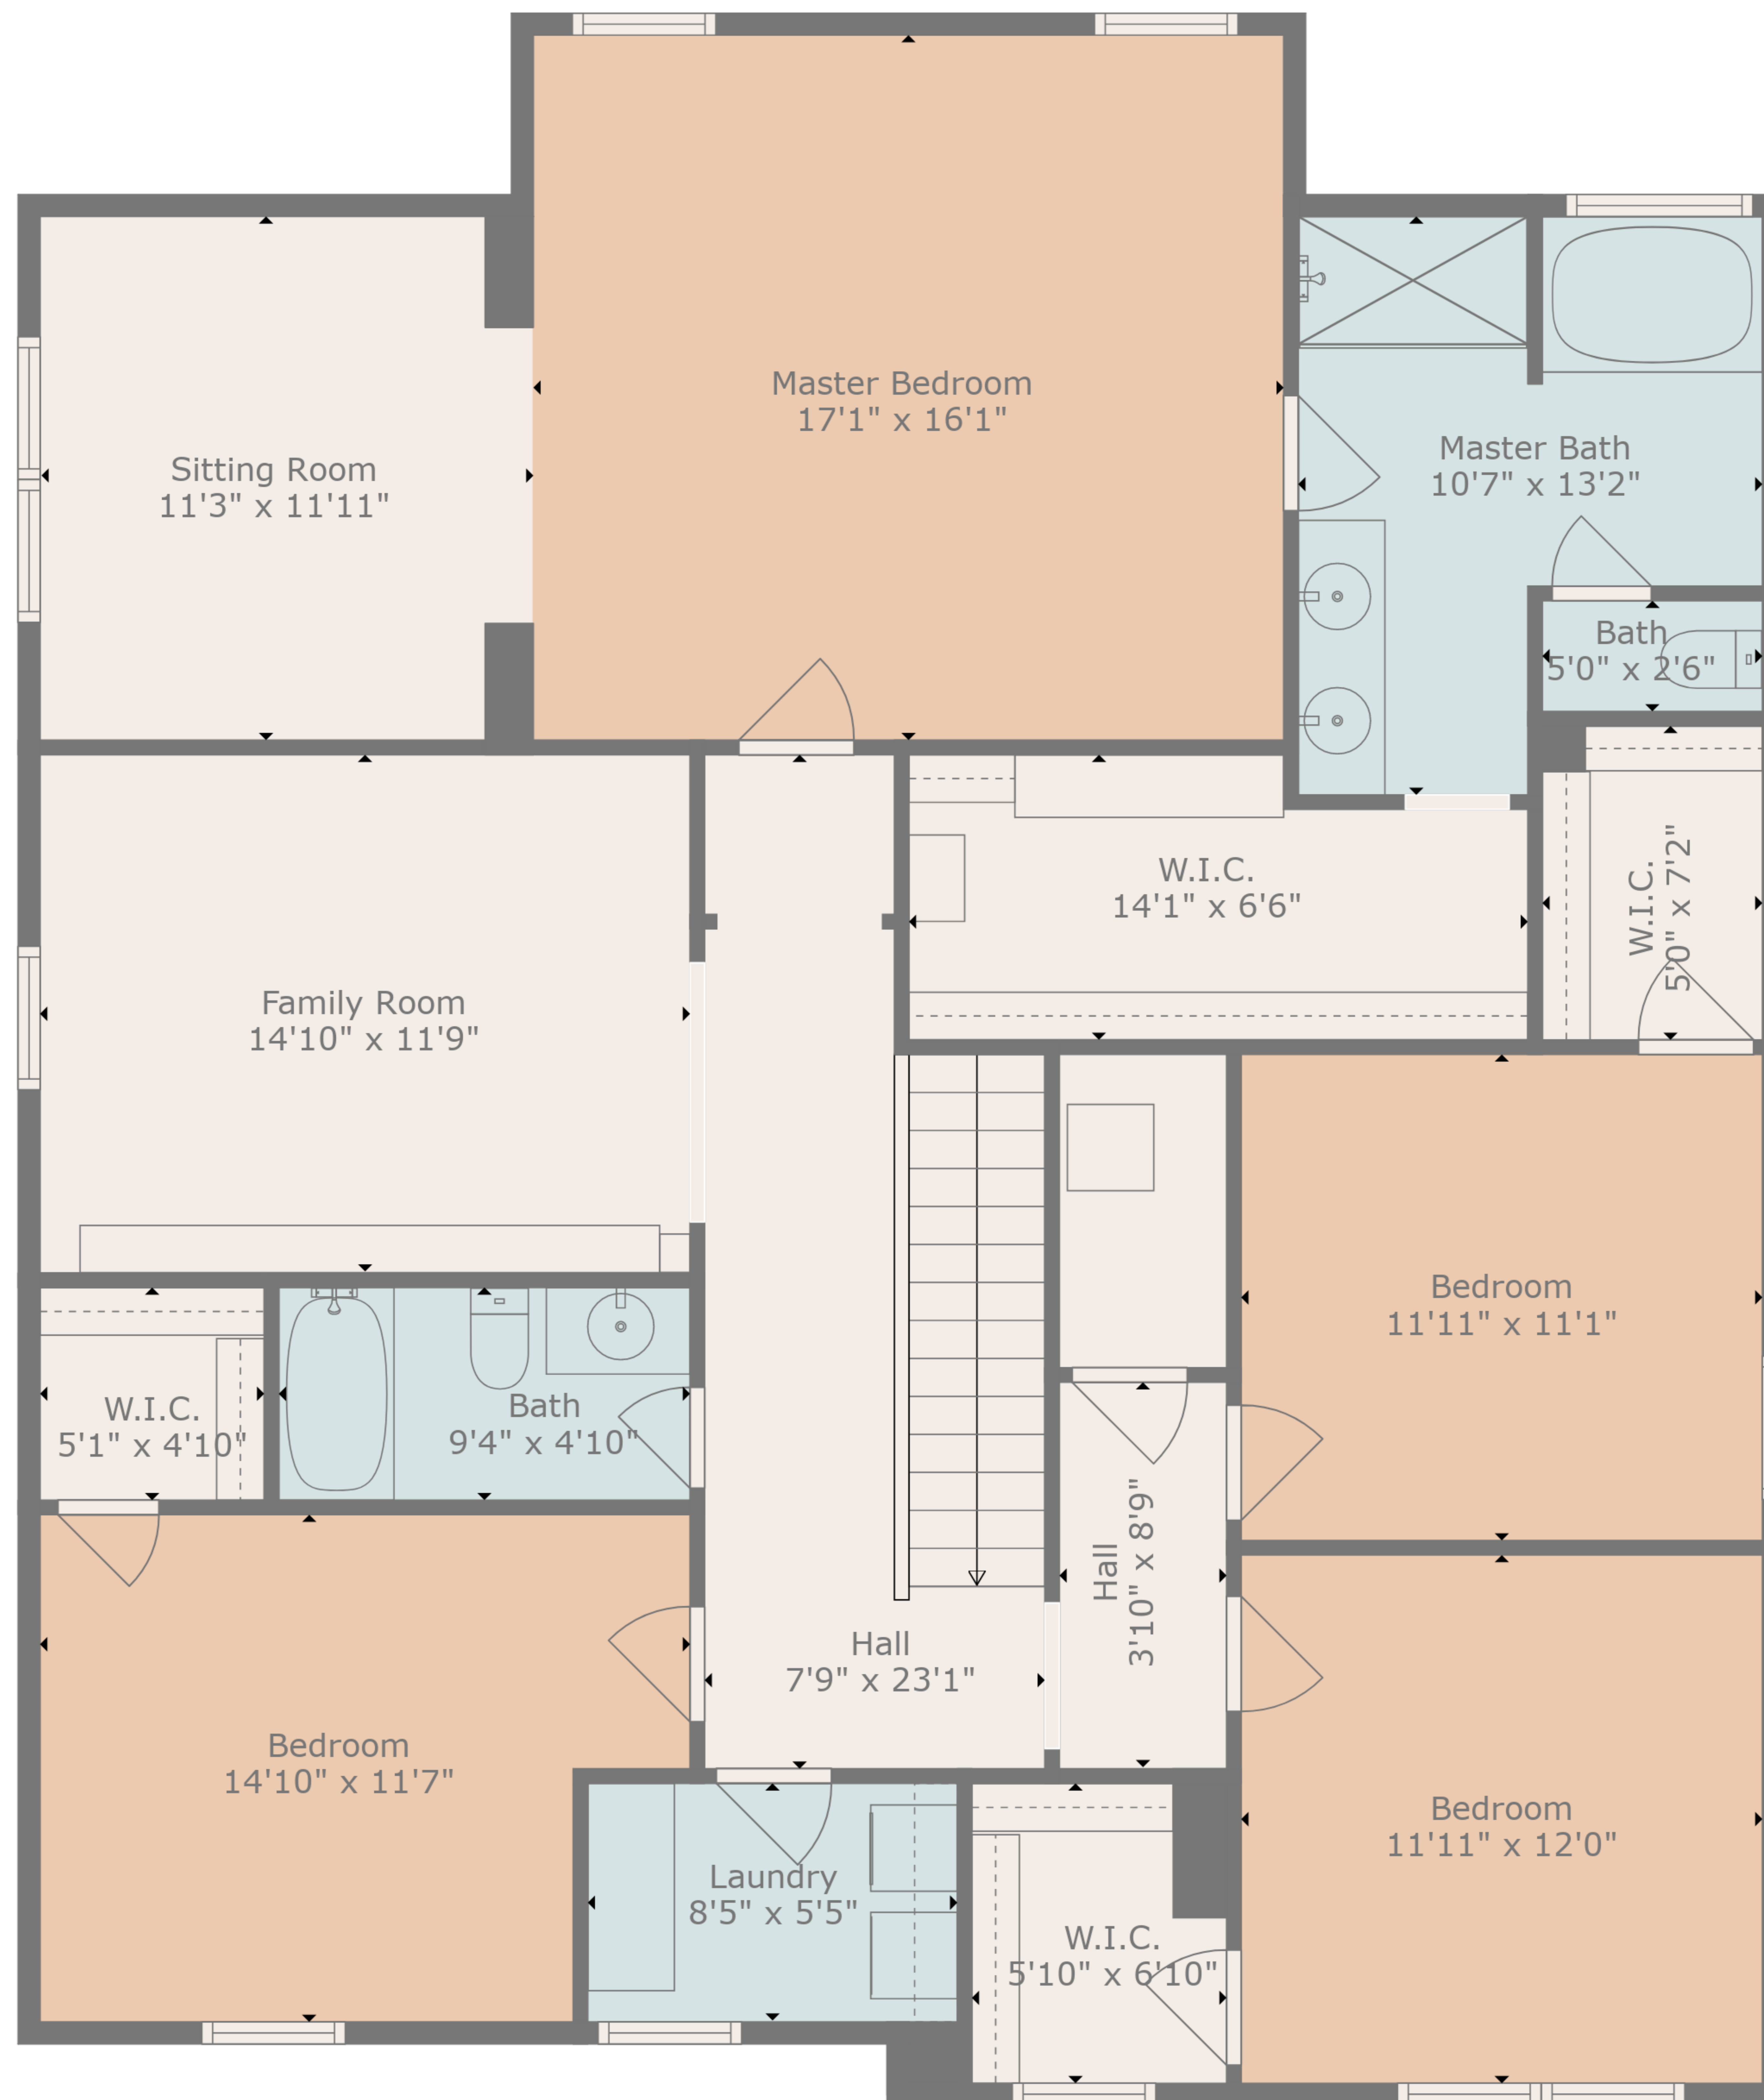 Master Bedroom
17'1" x 16'1"
Sitting Room
11'3" x 11'11"
Master Bath
10'7" x 13'2"
Bath
5'0" x 2'6"
W.I.C.
14'1" x 6'6"
W.I.C.
5'0" x 7'2"
Family Room
14'10" x 11'9"
Bedroom
11'11" x 11'1"
W.I.C.
5'1" x 4'10"
Bath
9'4" x 4'10"
Hall
3'10" x 8'9"
Hall
7'9" x 23'1"
Bedroom
14'10" x 11'7"
Bedroom
11'11" x 12'0"
Laundry
8'5" x 5'5"
W.I.C.
5'10" x 6'10"